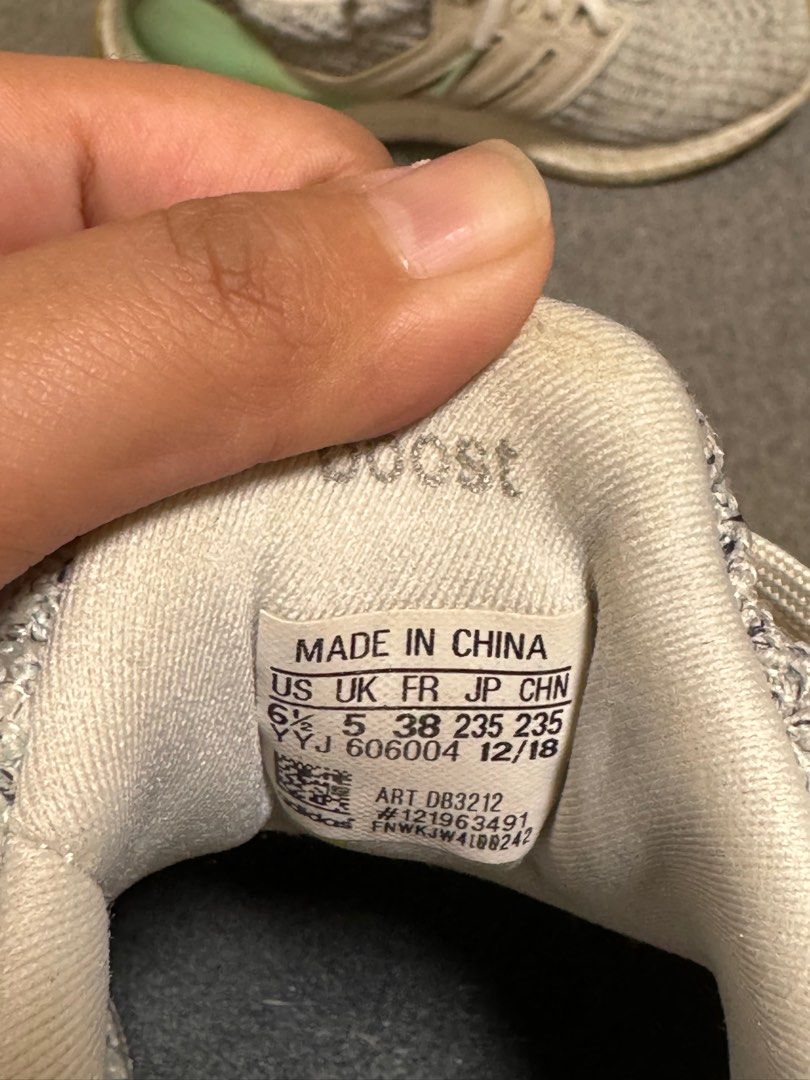 boost
MADE IN CHINA
US UK FR JP CHN
6½ 5 38 235 235
YYJ 606004 12/18
ART DB3212
#121963491
adidas